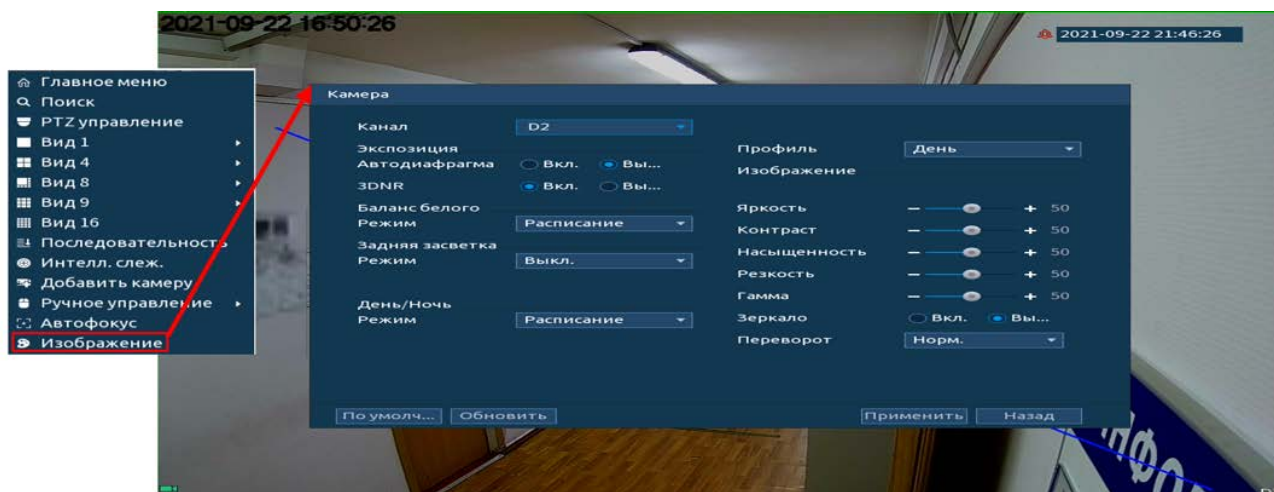 2021-09-22 16:50:26
2021-09-22 21:46:26
Главное меню
Поиск
PTZ управление
Вид 1
Вид 4
Вид 8
Вид 9
Вид 16
Последовательность
Интелл. слеж.
Добавить камеру
Ручное управление
Автофокус
Изображение
Камера
Канал D2
Экспозиция
Автодиафрагма Вкл. Вы...
3DNR Вкл. Вы...
Баланс белого
Режим Расписание
Задняя засветка
Режим Выкл.
День/Ночь
Режим Расписание
Профиль День
Изображение
Яркость 50
Контраст 50
Насыщенность 50
Резкость 50
Гамма 50
Зеркало Вкл. Вы...
Переворот Норм.
По умолч... Обновить
Применить Назад